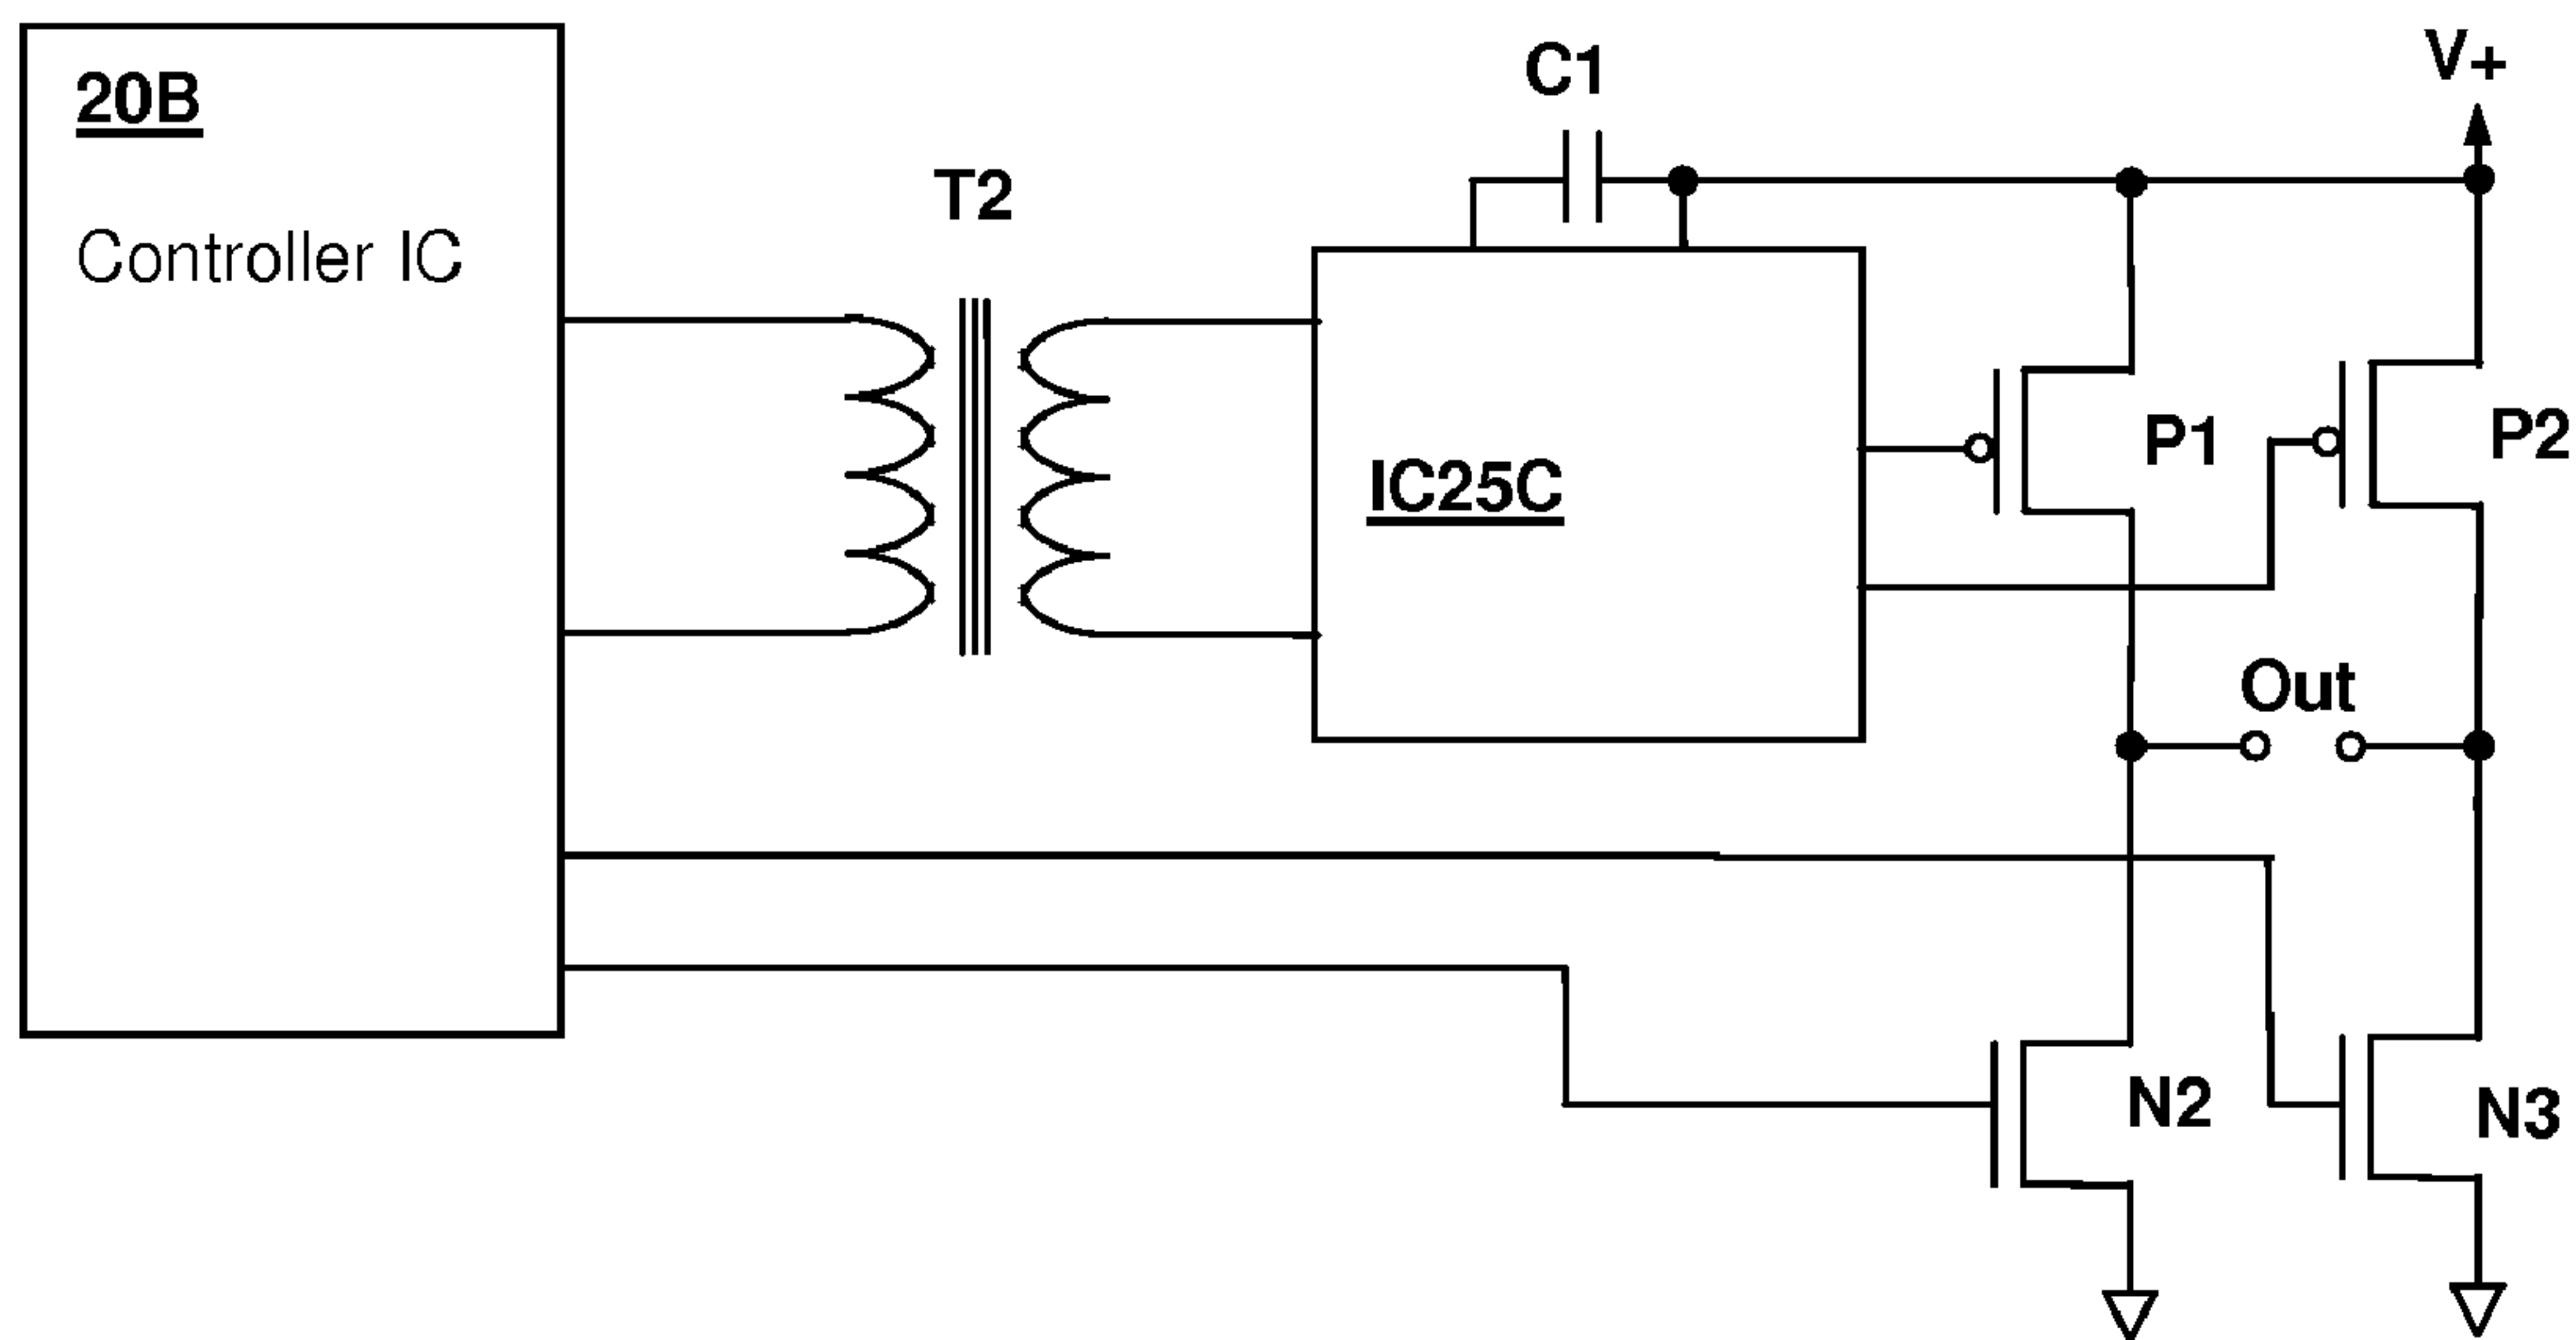 20B
Controller IC
T2
C1
V+
IC25C
P1
P2
Out
N2
N3